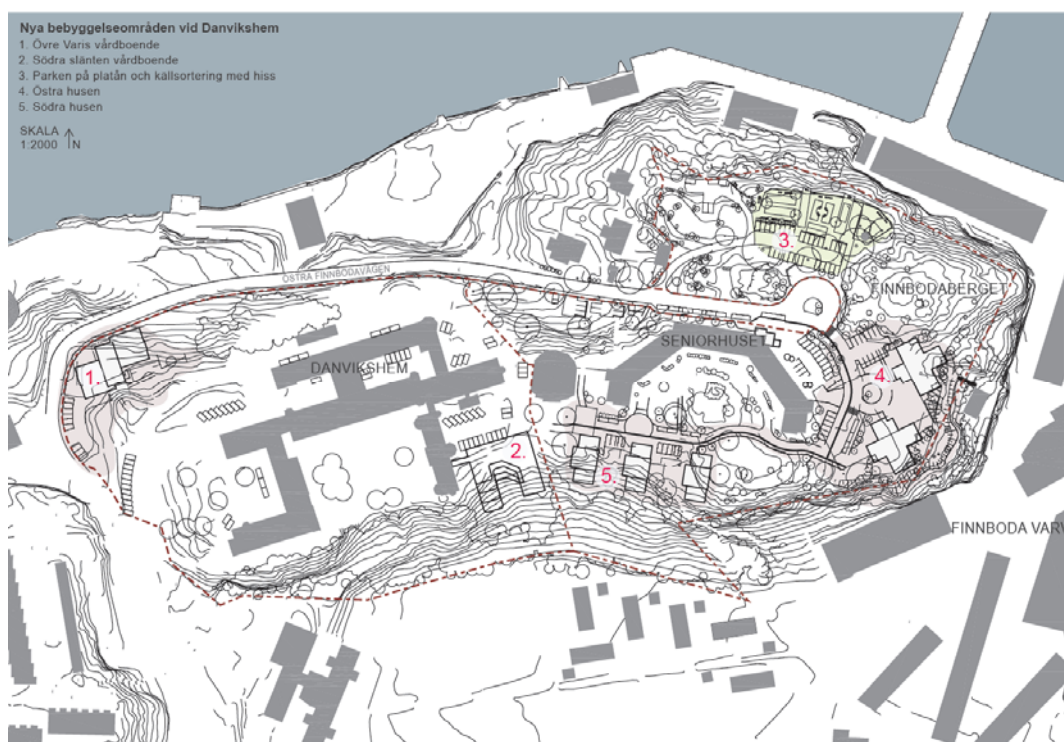 Nya bebyggelseområden vid Danvikshem
1. Övre Varis vårdboende
2. Södra slänten vårdboende
3. Parken på platån och källsortering med hiss
4. Östra husen
5. Södra husen
SKALA
1:2000 N
ÖSTRA FINNBODAVÄGEN
3.
FINNBODABERGET
SENIORHUSET
DANVIKSHEM
1.
4.
2.
5.
FINNBODA VARV